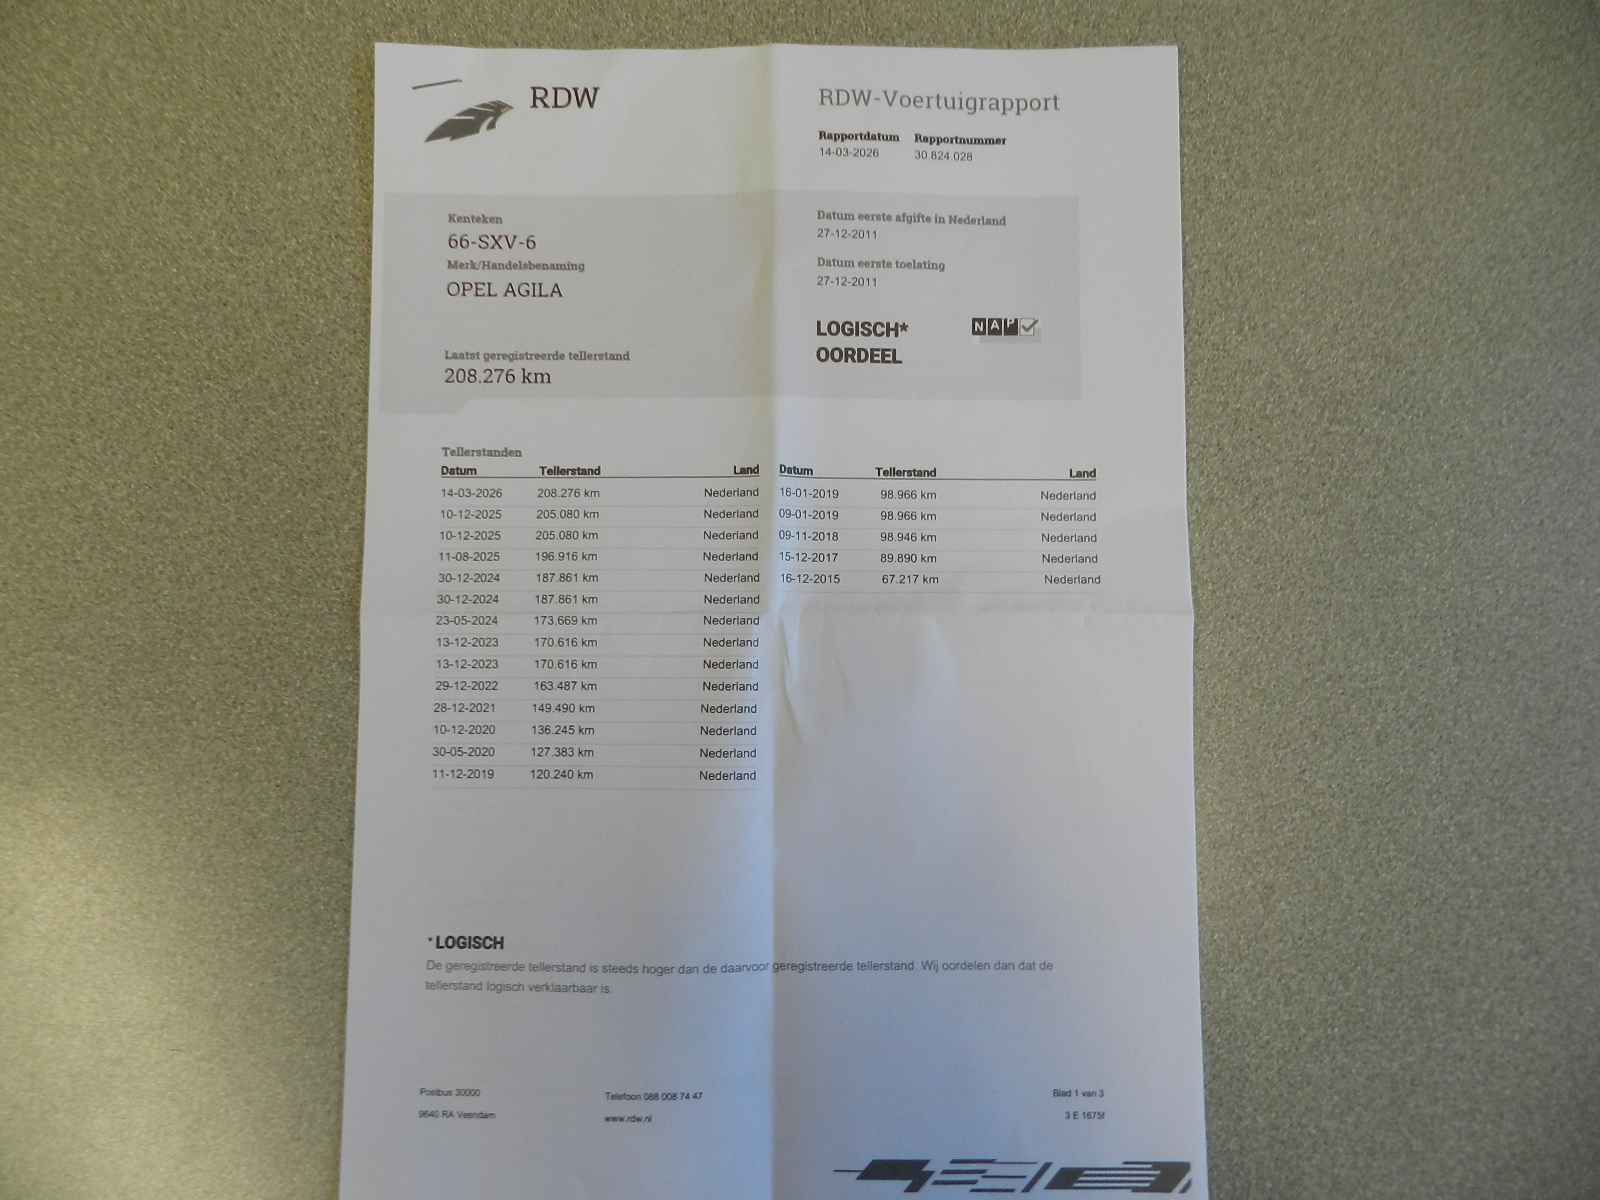 RDW
RDW-Voertuigrapport
Rapportdatum Rapportnummer
14-03-2026 30.824.028
Kenteken
66-SXV-6
Merk/Handelsbenaming
OPEL AGILA
Laatst geregistreerde tellerstand
208.276 km
Datum eerste afgifte in Nederland
27-12-2011
Datum eerste toelating
27-12-2011
LOGISCH*
OORDEEL
NAP
Tellerstanden
Datum Tellerstand Land
14-03-2026 208.276 km Nederland
10-12-2025 205.080 km Nederland
10-12-2025 205.080 km Nederland
11-08-2025 196.916 km Nederland
30-12-2024 187.861 km Nederland
30-12-2024 187.861 km Nederland
23-05-2024 173.669 km Nederland
13-12-2023 170.616 km Nederland
13-12-2023 170.616 km Nederland
29-12-2022 163.487 km Nederland
28-12-2021 149.490 km Nederland
10-12-2020 136.245 km Nederland
30-05-2020 127.383 km Nederland
11-12-2019 120.240 km Nederland
Datum Tellerstand Land
16-01-2019 98.966 km Nederland
09-01-2019 98.966 km Nederland
09-11-2018 98.946 km Nederland
15-12-2017 89.890 km Nederland
16-12-2015 67.217 km Nederland
*LOGISCH
De geregistreerde tellerstand is steeds hoger dan de daarvoor geregistreerde tellerstand. Wij oordelen dan dat de
tellerstand logisch verklaarbaar is.
Postbus 30000
9640 RA Veendam
Telefoon 088 008 74 47
www.rdw.nl
Blad 1 van 3
3 E 1675f